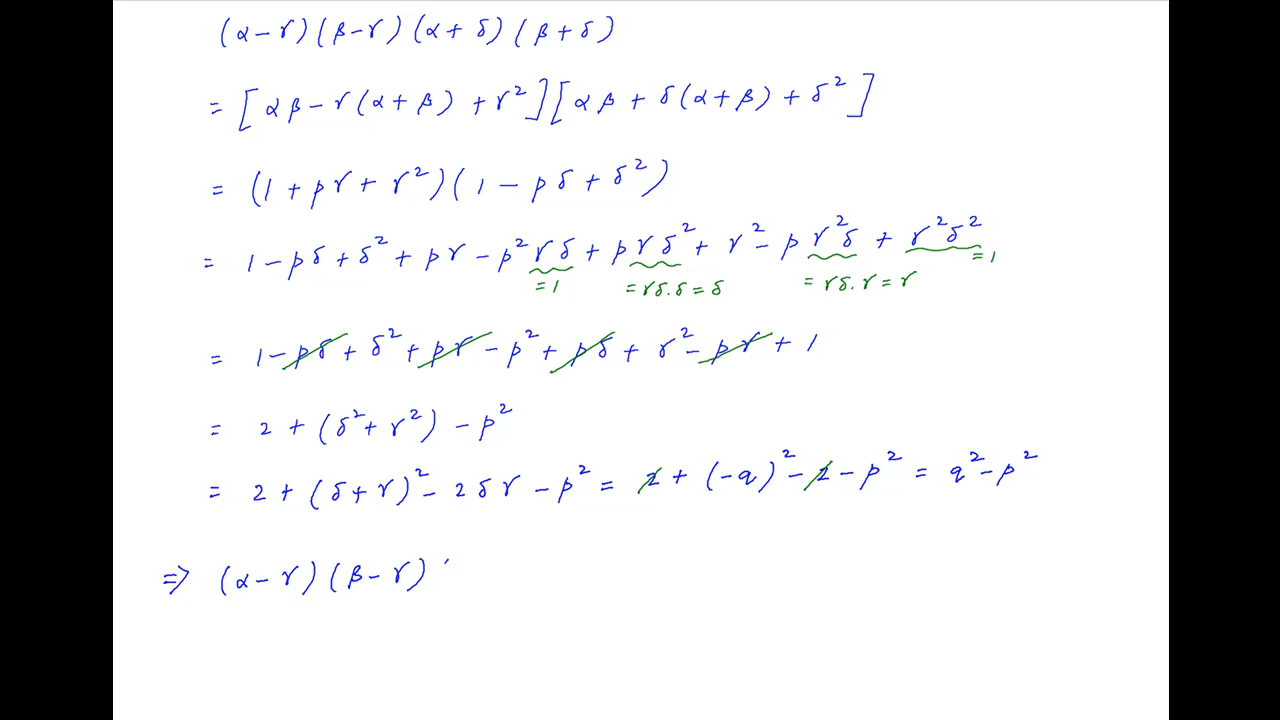 (α − γ)(β − γ)(α + δ)(β + δ)
= [αβ − γ(α + β) + γ²][αβ + δ(α + β) + δ²]
= (1 + pγ + γ²)(1 − pδ + δ²)
= 1 − pδ + δ² + pγ − p²γδ + pγδ² + γ² − pγ²δ + γ²δ²
=1 =γδ.δ=δ =γδ.γ=γ =1
= 1 − pδ + δ² + pγ − p² + pδ + γ² − pγ + 1
= 2 + (δ² + γ²) − p²
= 2 + (δ + γ)² − 2δγ − p² = 2 + (−q)² − 2 − p² = q² − p²
⇒ (α − γ)(β − γ)